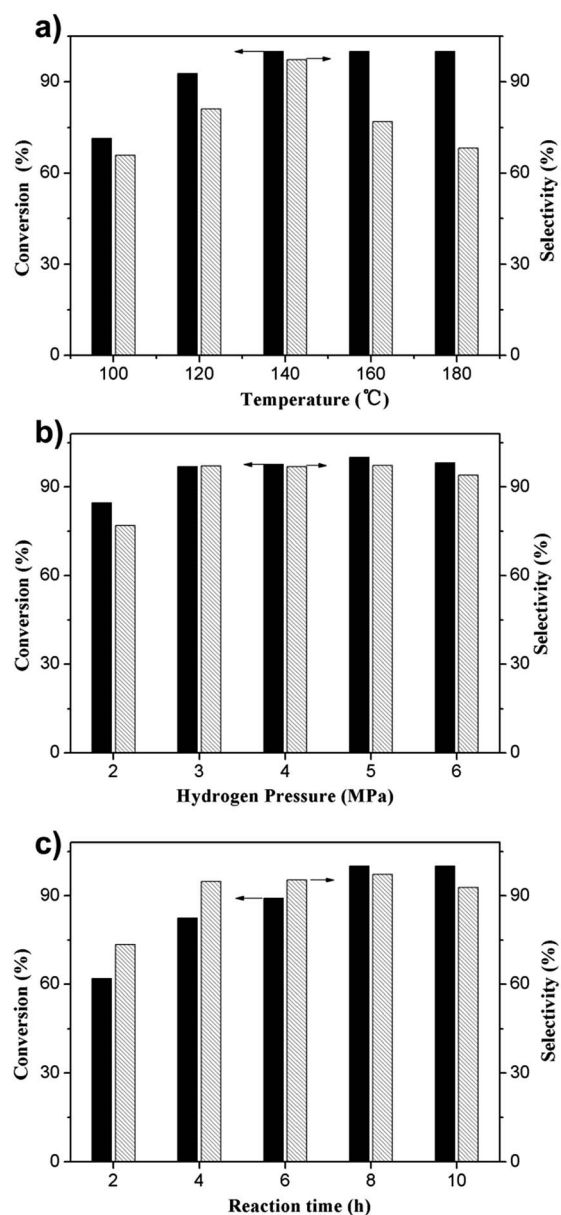 a)
90
60
30
0
Conversion (%)
90
60
30
0
Selectivity (%)
100 120 140 160 180
Temperature (℃)
b)
90
60
30
0
Conversion (%)
90
60
30
0
Selectivity (%)
2 3 4 5 6
Hydrogen Pressure (MPa)
c)
90
60
30
0
Conversion (%)
90
60
30
0
Selectivity (%)
2 4 6 8 10
Reaction time (h)